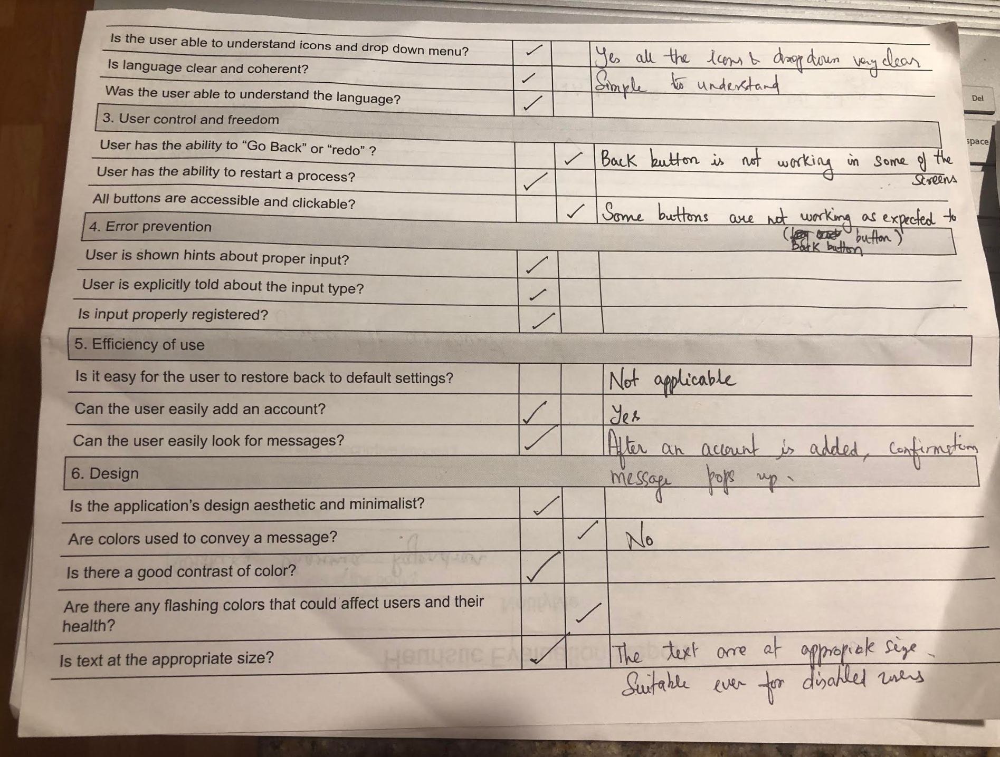 Is the user able to understand icons and drop down menu? ✓ Yes all the icons & drop down very clear
Is language clear and coherent? ✓ Simple to understand
Was the user able to understand the language? ✓
3. User control and freedom
User has the ability to “Go Back” or “redo” ? ✓ Back button is not working in some of the
screens
User has the ability to restart a process? ✓
All buttons are accessible and clickable? ✓ Some buttons are not working as expected to
4. Error prevention
( button)
Back button
User is shown hints about proper input? ✓
User is explicitly told about the input type? ✓
Is input properly registered? ✓
5. Efficiency of use
Is it easy for the user to restore back to default settings? Not applicable
Can the user easily add an account? ✓ Yes
Can the user easily look for messages? ✓ After an account is added, confirmation
6. Design message pops up.
Is the application’s design aesthetic and minimalist? ✓
Are colors used to convey a message? ✓ No
Is there a good contrast of color? ✓
Are there any flashing colors that could affect users and their
health? ✓
Is text at the appropriate size? ✓ The text are at appropiate size.
Suitable even for disabled users
Del
space